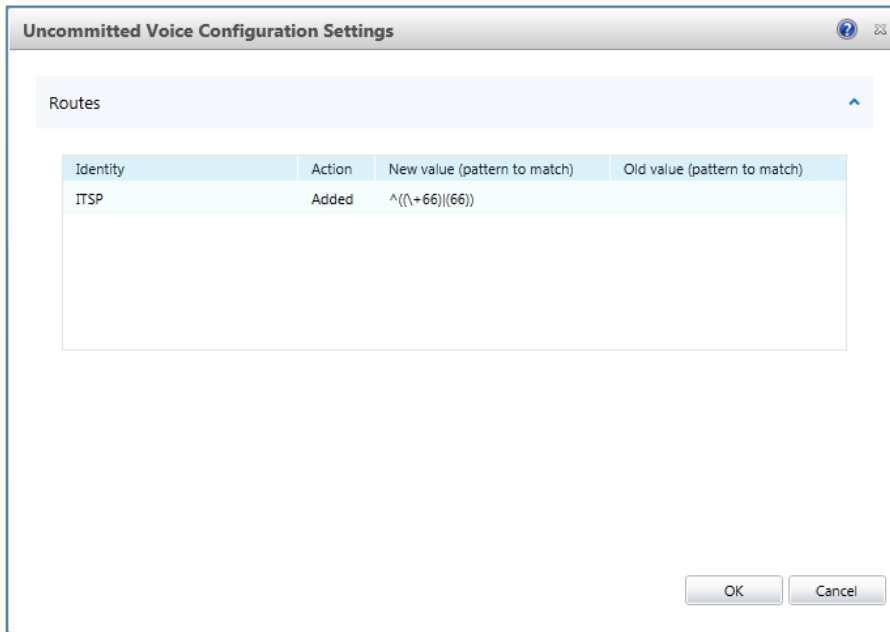 Uncommitted Voice Configuration Settings
Routes
Identity Action New value (pattern to match) Old value (pattern to match)
ITSP Added ^((\+66)|(66))
OK Cancel